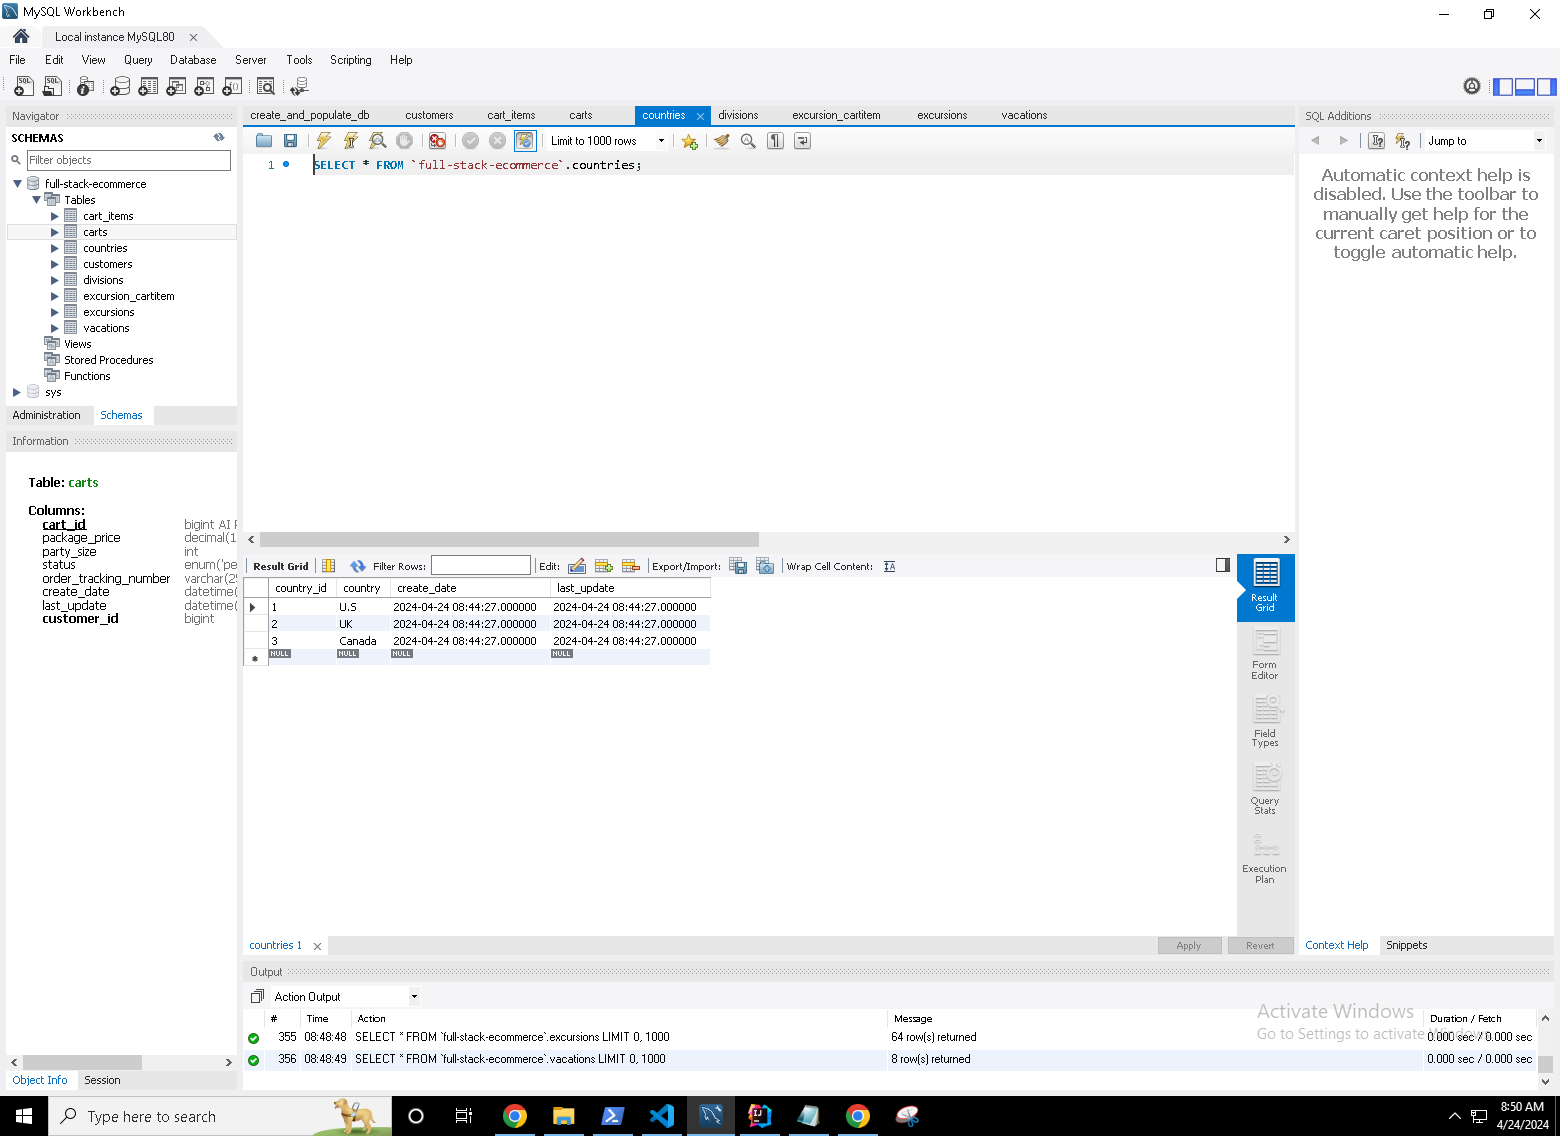 MySQL Workbench
Local instance MySQL80
File Edit View Query Database Server Tools Scripting Help
Navigator
SCHEMAS
Filter objects
full-stack-ecommerce
Tables
cart_items
carts
countries
customers
divisions
excursion_cartitem
excursions
vacations
Views
Stored Procedures
Functions
sys
Administration Schemas
Information
Table: carts
Columns:
cart_id bigint AI
package_price decimal(1
party_size int
status enum('pe
order_tracking_number varchar(25
create_date datetime(
last_update datetime(
customer_id bigint
Object Info Session
create_and_populate_db customers cart_items carts countries divisions excursion_cartitem excursions vacations
Limit to 1000 rows
1 SELECT * FROM `full-stack-ecommerce`.countries;
Result Grid Filter Rows: Edit: Export/Import: Wrap Cell Content:
country_id country create_date last_update
1 U.S 2024-04-24 08:44:27.000000 2024-04-24 08:44:27.000000
2 UK 2024-04-24 08:44:27.000000 2024-04-24 08:44:27.000000
3 Canada 2024-04-24 08:44:27.000000 2024-04-24 08:44:27.000000
NULL NULL NULL NULL
Result Grid
Form Editor
Field Types
Query Stats
Execution Plan
countries 1
Apply Revert
SQL Additions
Jump to
Automatic context help is
disabled. Use the toolbar to
manually get help for the
current caret position or to
toggle automatic help.
Context Help Snippets
Output
Action Output
# Time Action Message Duration / Fetch
355 08:48:48 SELECT * FROM `full-stack-ecommerce`.excursions LIMIT 0, 1000 64 row(s) returned 0.000 sec / 0.000 sec
356 08:48:49 SELECT * FROM `full-stack-ecommerce`.vacations LIMIT 0, 1000 8 row(s) returned 0.000 sec / 0.000 sec
Activate Windows
Go to Settings to activate Windows.
Type here to search
8:50 AM
4/24/2024